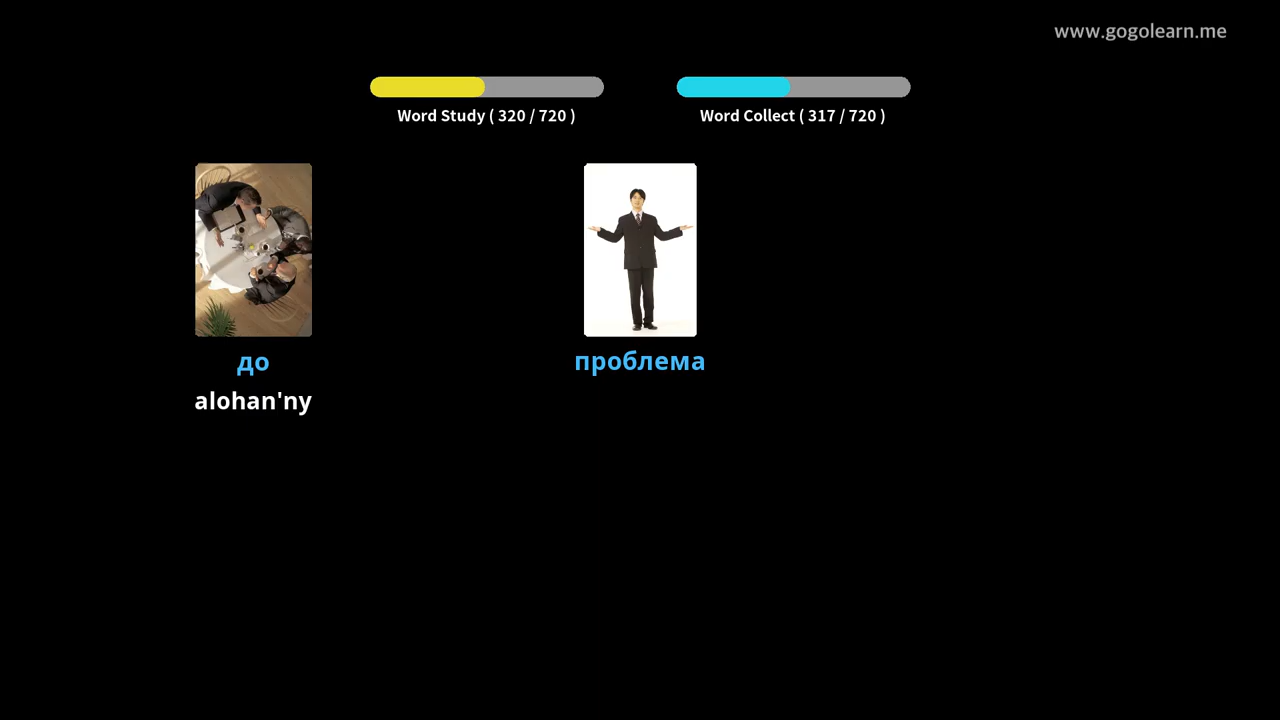 www.gogolearn.me
Word Study ( 320 / 720 )
Word Collect ( 317 / 720 )
до
проблема
alohan'ny